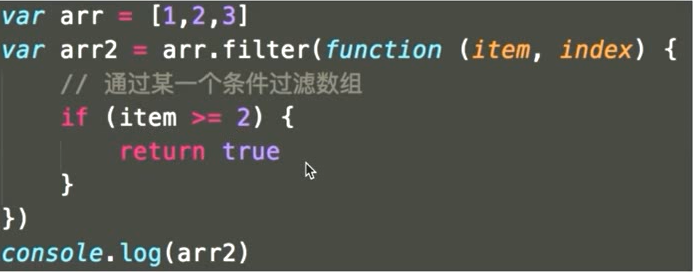 var arr = [1,2,3]
var arr2 = arr.filter(function (item, index) {
    // 通过某一个条件过滤数组
    if (item >= 2) {
        return true
    }
})
console.log(arr2)